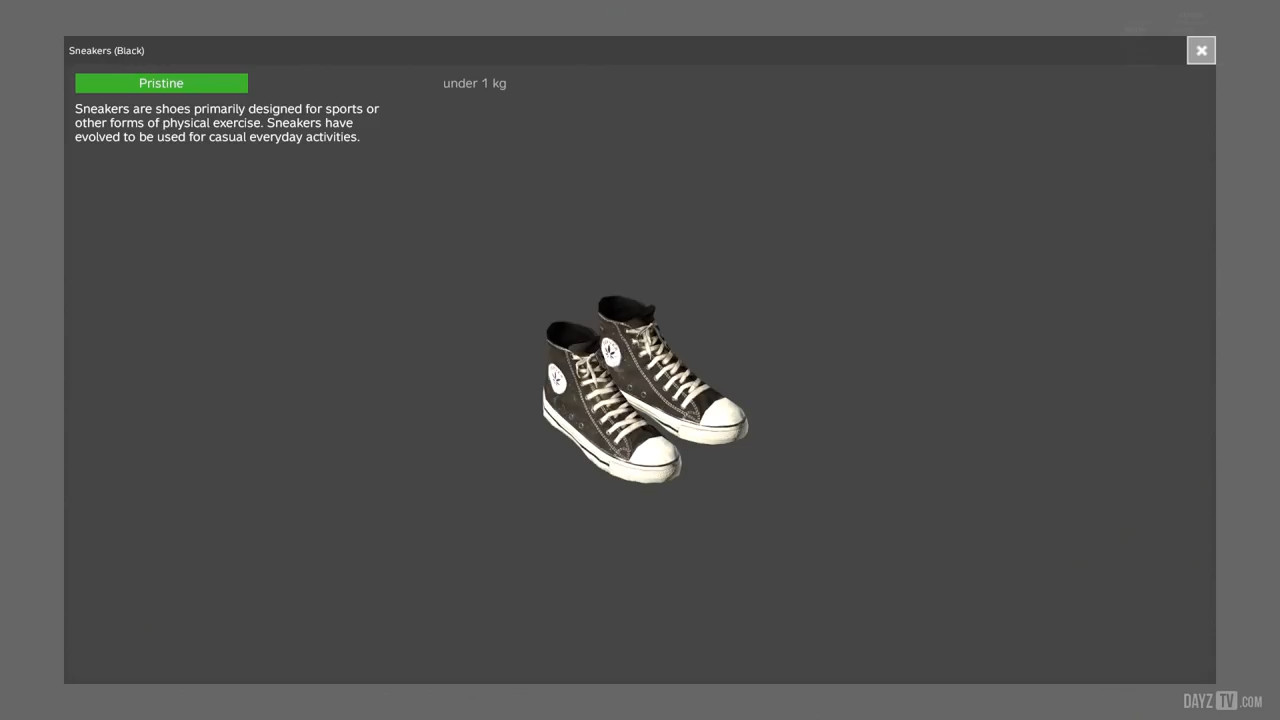 Sneakers (Black)
Pristine
under 1 kg
Sneakers are shoes primarily designed for sports or
other forms of physical exercise. Sneakers have
evolved to be used for casual everyday activities.
DAYZ TV .COM